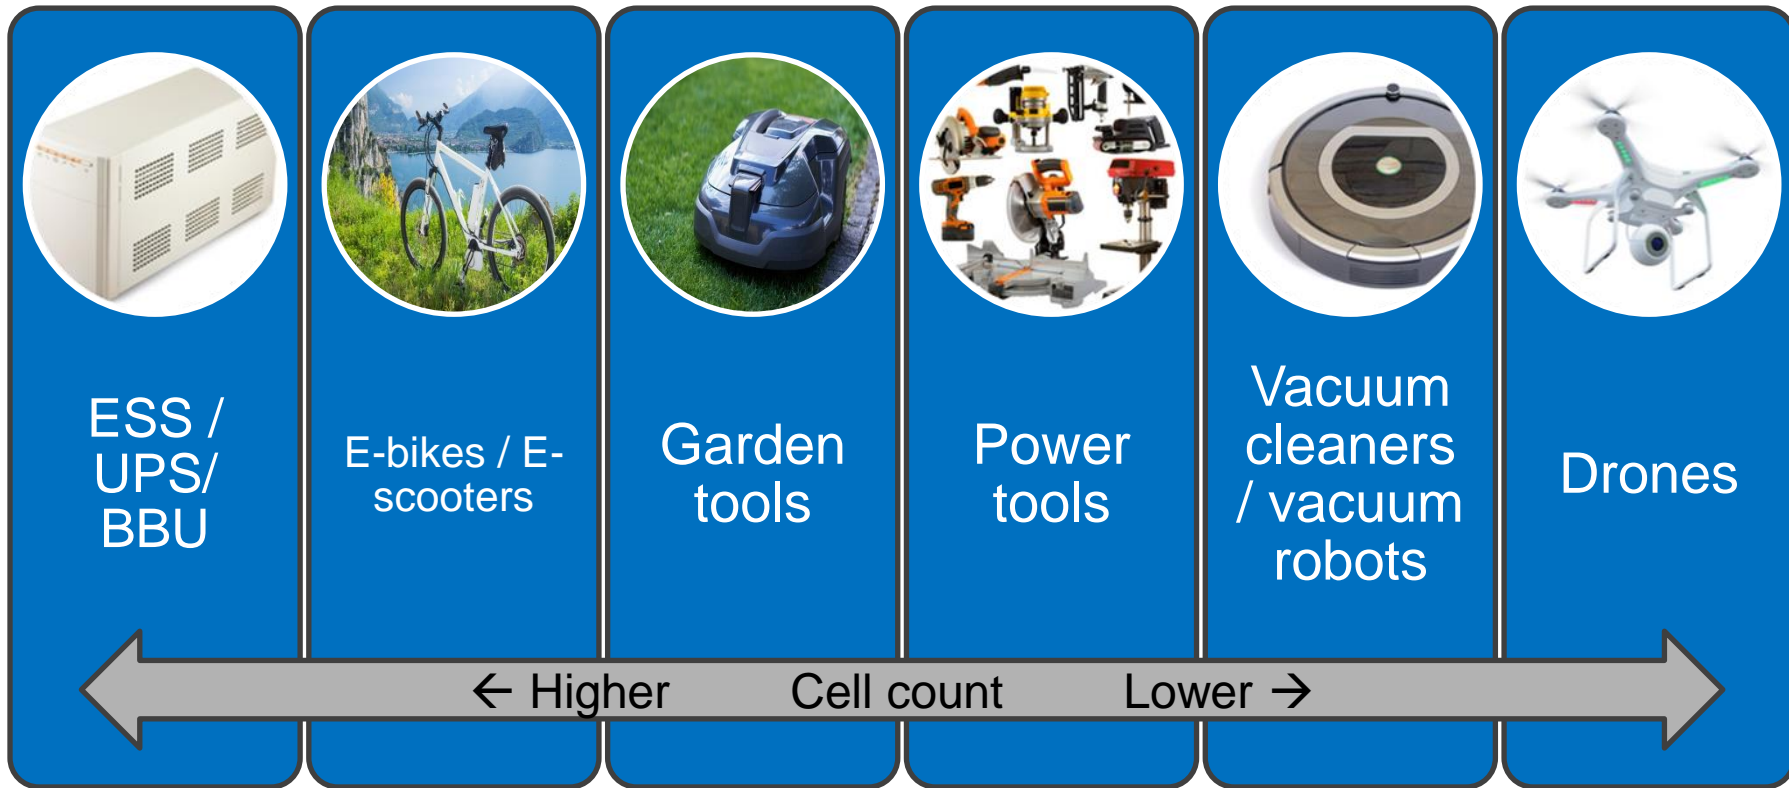 ESS /
UPS/
BBU
E-bikes / E-
scooters
Garden
tools
Power
tools
Vacuum
cleaners
/ vacuum
robots
Drones
← Higher Cell count Lower →